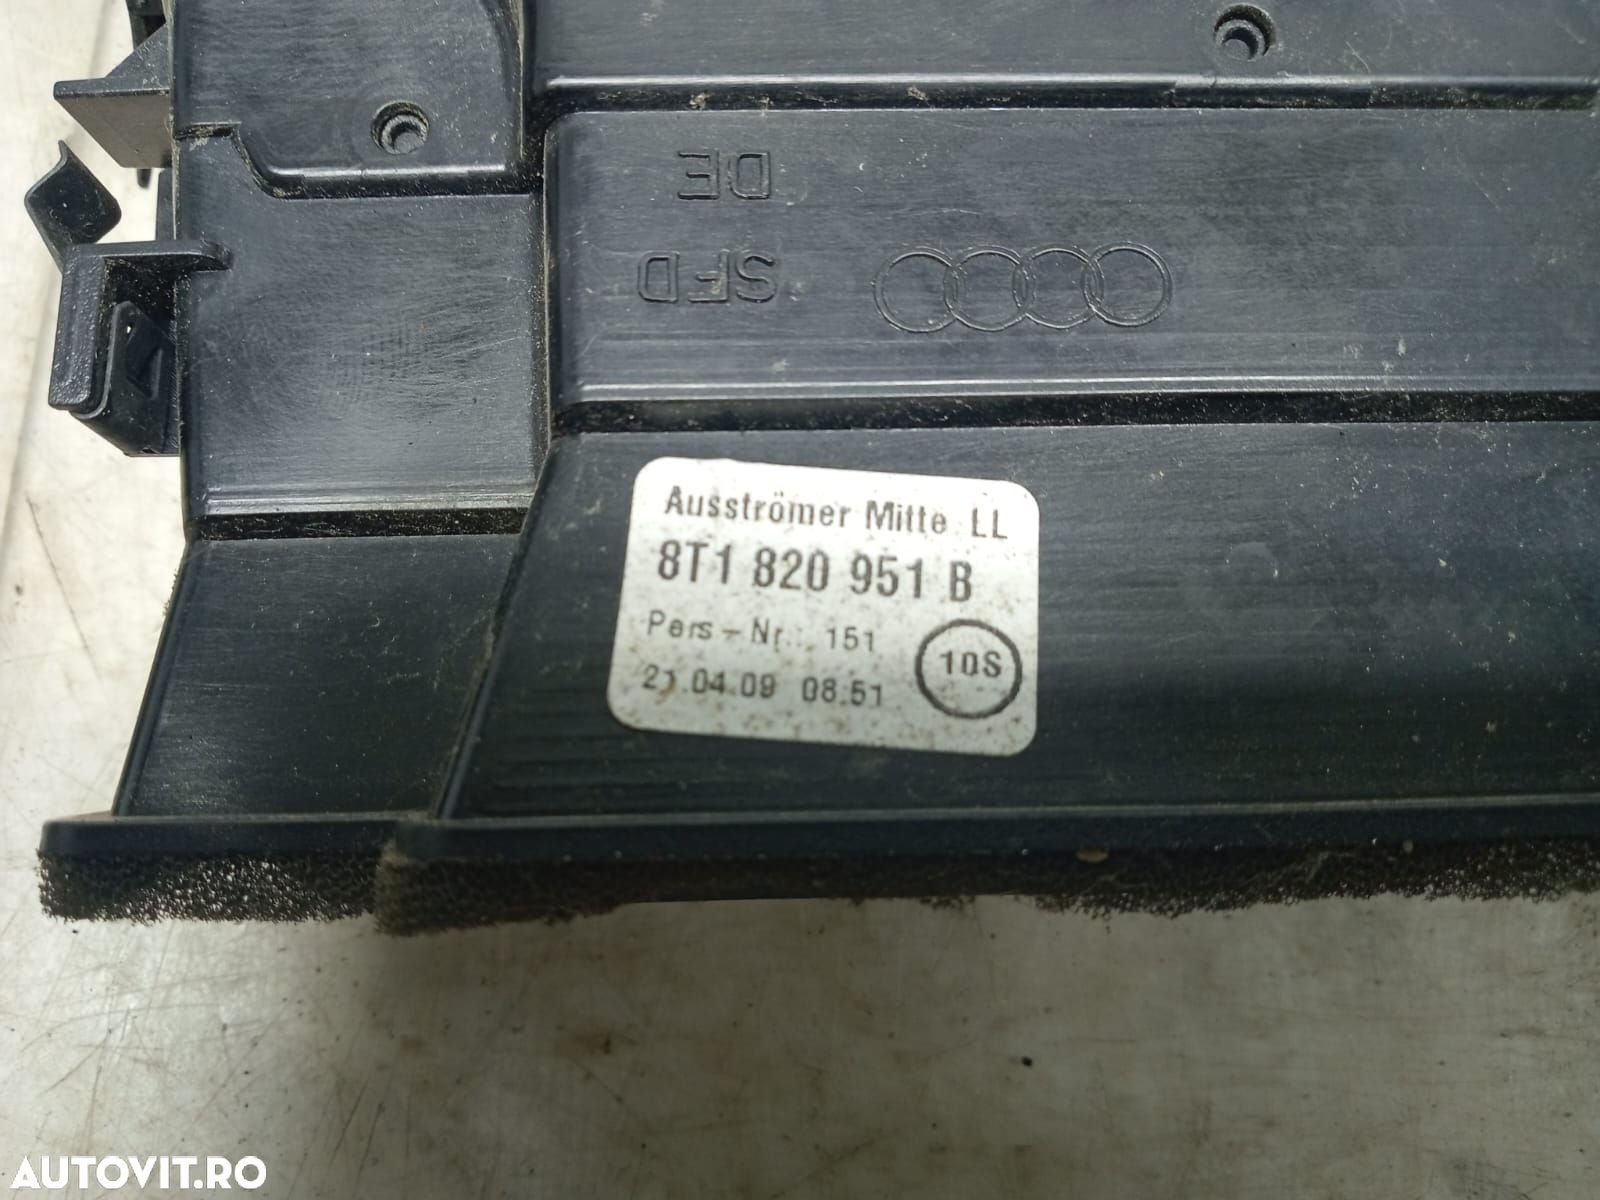 DE
SFD
Ausströmer Mitte LL
8T1 820 951 B
Pers-Nr.: 151
21.04.09 08:51
10S
AUTOVIT.RO